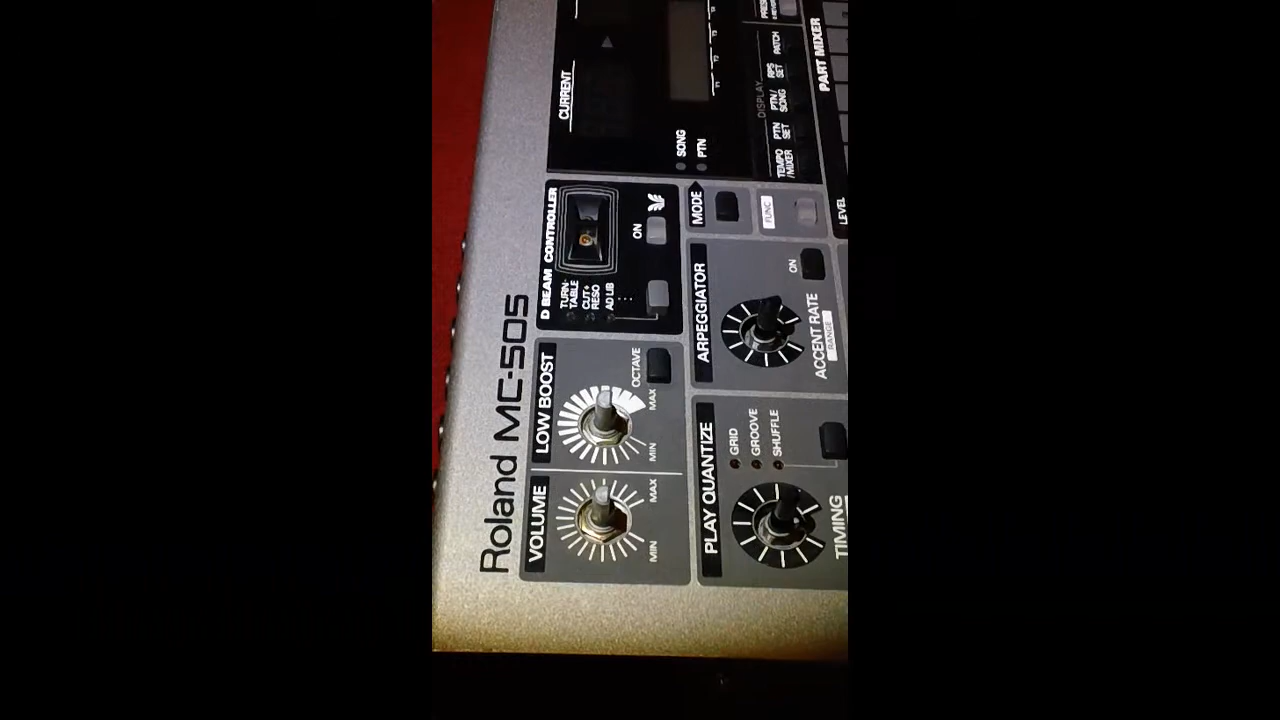 Roland MC-505
VOLUME
MIN
MAX
LOW BOOST
MIN
MAX
OCTAVE
D BEAM CONTROLLER
TURN-
TABLE
CUT+
RESO
AD LIB
ON
CURRENT
SONG
PTN
DISPLAY
TEMPO
/MIXER
PTN
SET
PTN/
SONG
RPS
SET
PATCH
MODE
FUNC
ARPEGGIATOR
ON
ACCENT RATE
RANGE
PLAY QUANTIZE
GRID
GROOVE
SHUFFLE
TIMING
LEVEL
PART MIXER